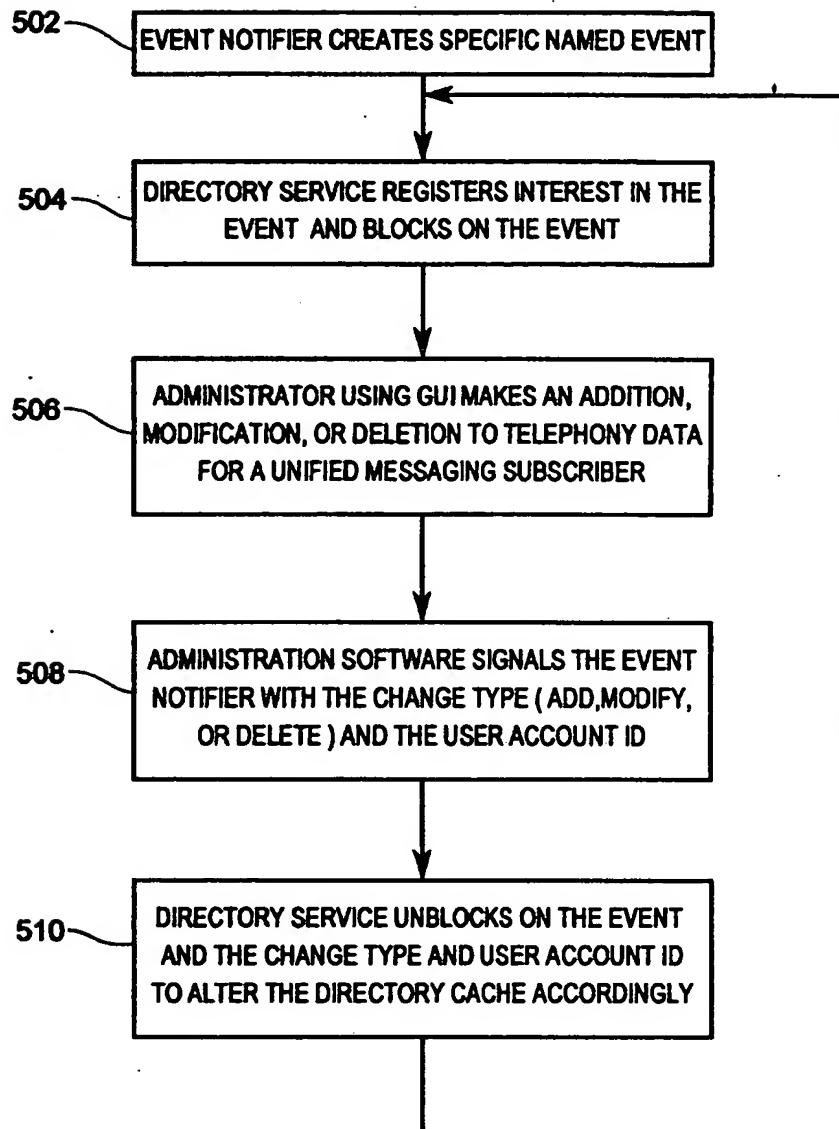 502
EVENT NOTIFIER CREATES SPECIFIC NAMED EVENT
504
DIRECTORY SERVICE REGISTERS INTEREST IN THE
EVENT AND BLOCKS ON THE EVENT
506
ADMINISTRATOR USING GUI MAKES AN ADDITION,
MODIFICATION, OR DELETION TO TELEPHONY DATA
FOR A UNIFIED MESSAGING SUBSCRIBER
508
ADMINISTRATION SOFTWARE SIGNALS THE EVENT
NOTIFIER WITH THE CHANGE TYPE ( ADD,MODIFY,
OR DELETE ) AND THE USER ACCOUNT ID
510
DIRECTORY SERVICE UNBLOCKS ON THE EVENT
AND THE CHANGE TYPE AND USER ACCOUNT ID
TO ALTER THE DIRECTORY CACHE ACCORDINGLY